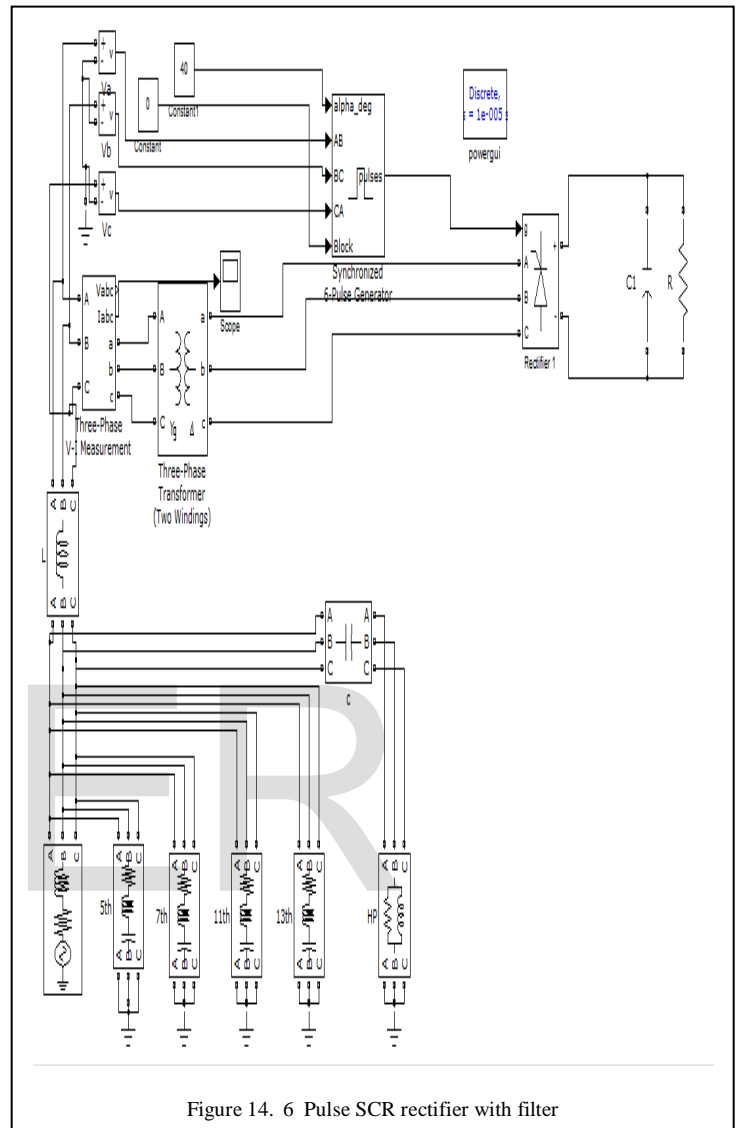 +
v
-
Va
+
v
-
Vb
+
v
-
Vc
0
Constant
40
Constant1
alpha_deg
AB
BC
CA
Block
pulses
Synchronized
6-Pulse Generator
Discrete,
s = 1e-005 s
powergui
g
A
B
C
+
-
Rectifier 1
C1
R
A
B
C
Vabc
Iabc
a
b
c
Three-Phase
V-I Measurement
Scope
A
B
C
a
b
c
Yg
Δ
Three-Phase
Transformer
(Two Windings)
A B C
L
A B C
A
B
C
A
B
C
C
ER
A B C
A B C
5th
A B C
A B C
7th
A B C
A B C
11th
A B C
A B C
13th
A B C
A B C
HP
A B C
Figure 14. 6 Pulse SCR rectifier with filter